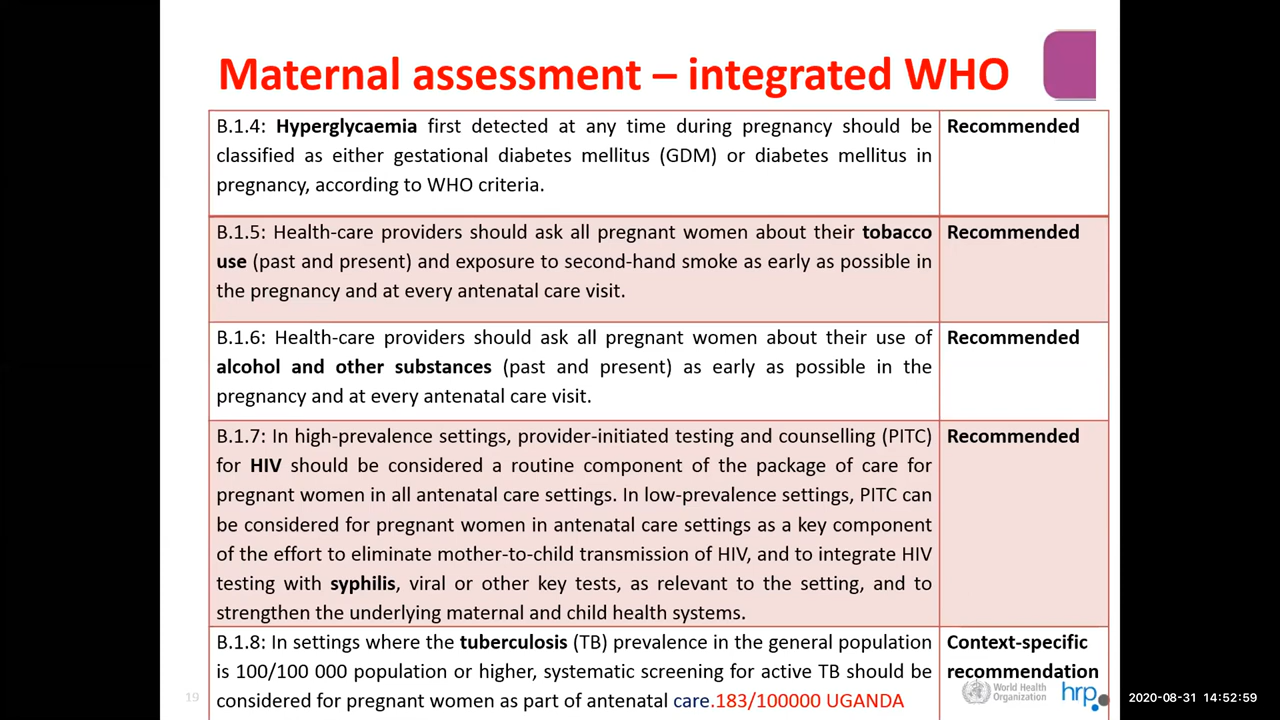 Maternal assessment – integrated WHO
B.1.4: Hyperglycaemia first detected at any time during pregnancy should be
classified as either gestational diabetes mellitus (GDM) or diabetes mellitus in
pregnancy, according to WHO criteria.
Recommended
B.1.5: Health-care providers should ask all pregnant women about their tobacco
use (past and present) and exposure to second-hand smoke as early as possible in
the pregnancy and at every antenatal care visit.
Recommended
B.1.6: Health-care providers should ask all pregnant women about their use of
alcohol and other substances (past and present) as early as possible in the
pregnancy and at every antenatal care visit.
Recommended
B.1.7: In high-prevalence settings, provider-initiated testing and counselling (PITC)
for HIV should be considered a routine component of the package of care for
pregnant women in all antenatal care settings. In low-prevalence settings, PITC can
be considered for pregnant women in antenatal care settings as a key component
of the effort to eliminate mother-to-child transmission of HIV, and to integrate HIV
testing with syphilis, viral or other key tests, as relevant to the setting, and to
strengthen the underlying maternal and child health systems.
Recommended
B.1.8: In settings where the tuberculosis (TB) prevalence in the general population
is 100/100 000 population or higher, systematic screening for active TB should be
considered for pregnant women as part of antenatal care.183/100000 UGANDA
Context-specific
recommendation
19
World Health
Organization
hrp
2020-08-31 14:52:59